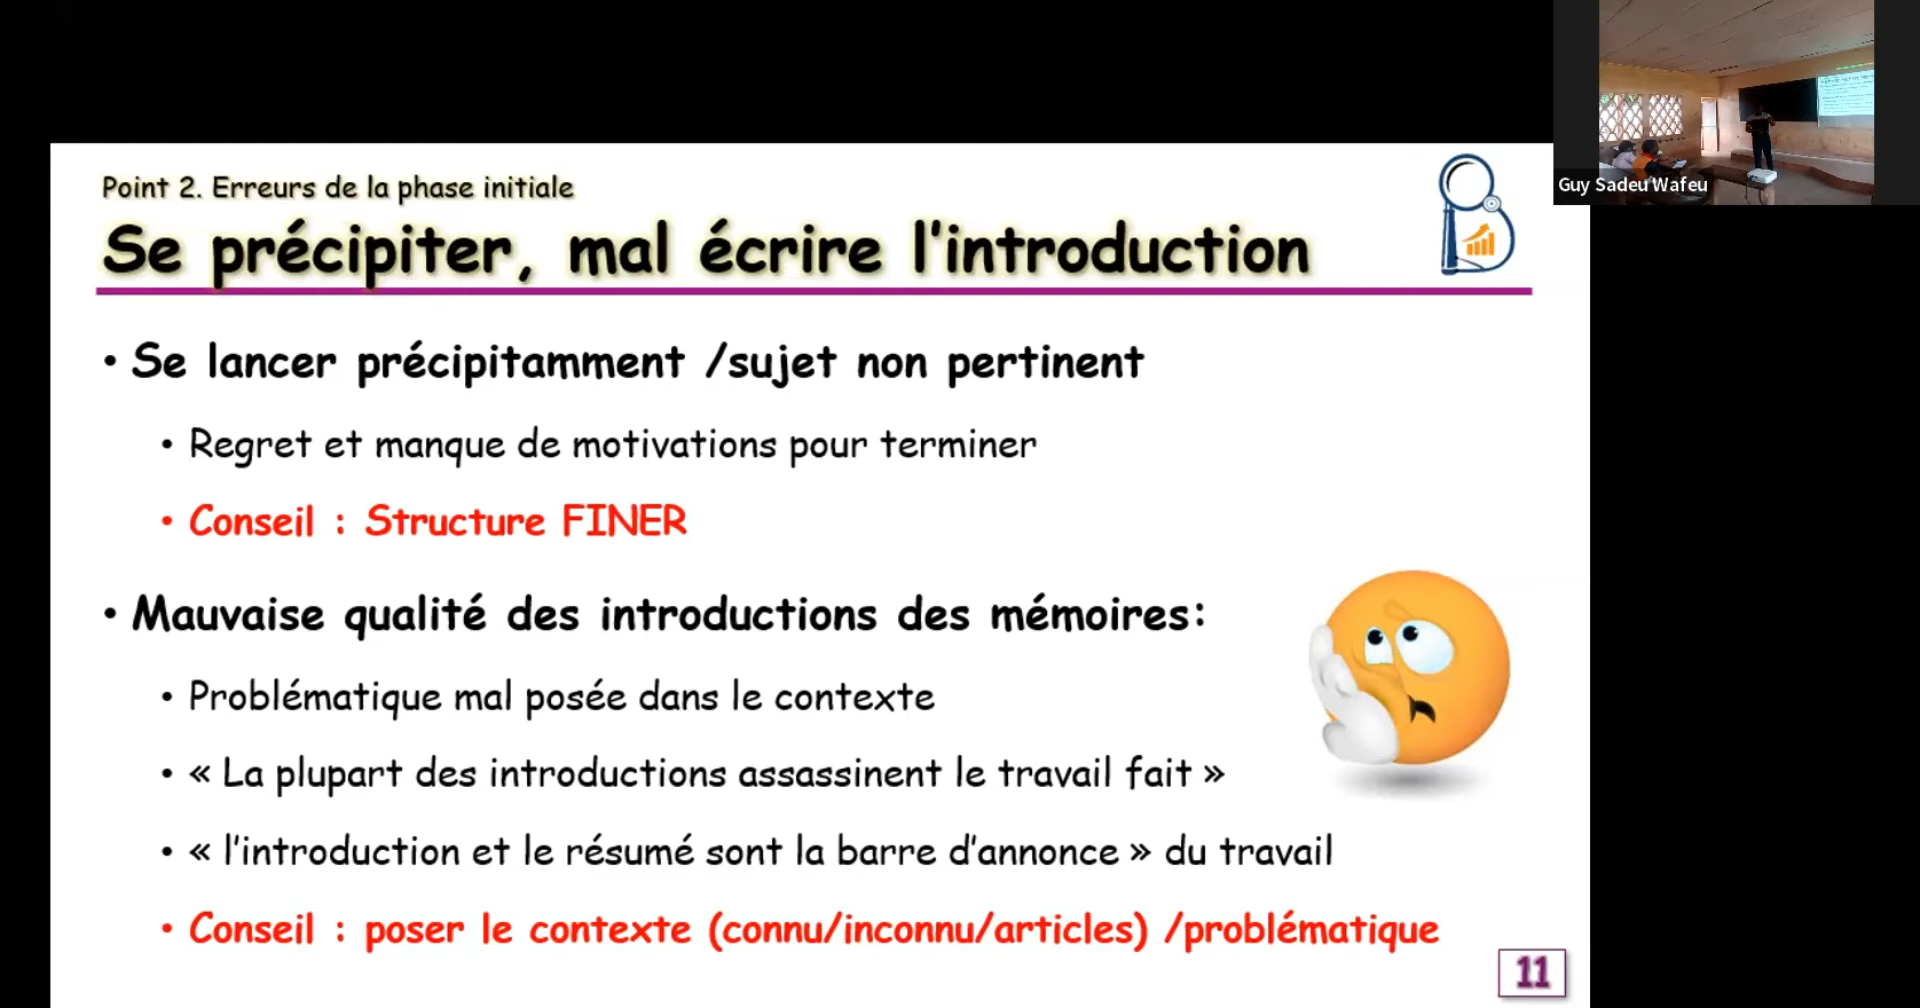 Point 2. Erreurs de la phase initiale
Se précipiter, mal écrire l'introduction
• Se lancer précipitamment /sujet non pertinent
• Regret et manque de motivations pour terminer
• Conseil : Structure FINER
• Mauvaise qualité des introductions des mémoires:
• Problématique mal posée dans le contexte
• « La plupart des introductions assassinent le travail fait »
• « l'introduction et le résumé sont la barre d'annonce » du travail
• Conseil : poser le contexte (connu/inconnu/articles) /problématique
11
Guy Sadeu Wafeu